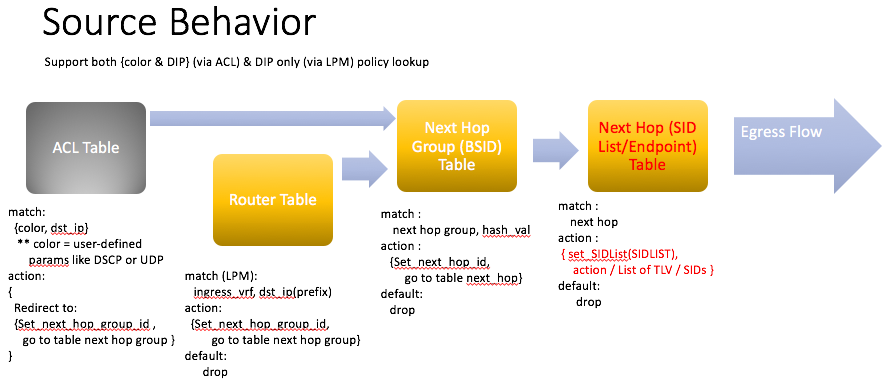 Source Behavior
Support both {color & DIP} (via ACL) & DIP only (via LPM) policy lookup
ACL Table
Router Table
Next Hop
Group (BSID)
Table
Next Hop (SID
List/Endpoint)
Table
Egress Flow
match:
{color, dst_ip}
** color = user-defined
params like DSCP or UDP
action:
{
Redirect to:
{Set_next_hop_group_id ,
go to table next hop group }
}
match (LPM):
ingress_vrf, dst_ip(prefix)
action:
{Set_next_hop_group_id,
go to table next hop group}
default:
drop
match :
next hop group, hash_val
action :
{Set_next_hop_id,
go to table next_hop}
default:
drop
match :
next hop
action :
{ set_SIDList(SIDLIST),
action / List of TLV / SIDs }
default:
drop